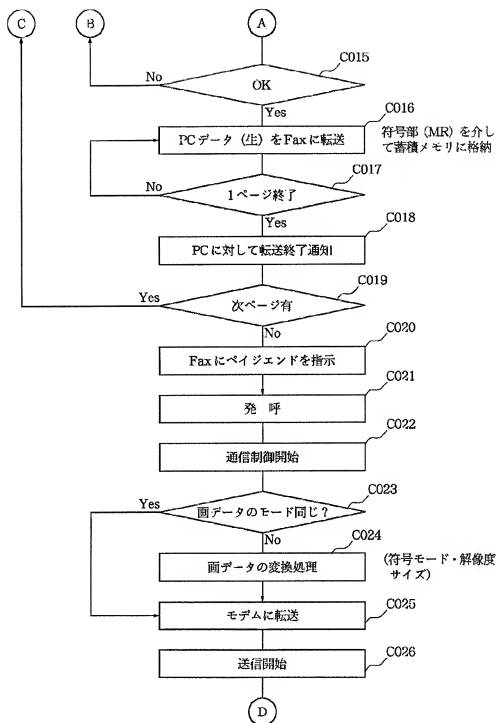 C
B
A
C015
No
OK
Yes
C016
PCデータ（生）をFaxに転送
符号部（MR）を介し
て蓄積メモリに格納
C017
No
1ページ終了
Yes
C018
PCに対して転送終了通知
C019
Yes
次ページ有
No
C020
Faxにペイジエンドを指示
C021
発　呼
C022
通信制御開始
C023
Yes
画データのモード同じ？
No
C024
画データの変換処理
（符号モード・解像度
サイズ）
C025
モデムに転送
C026
送信開始
D